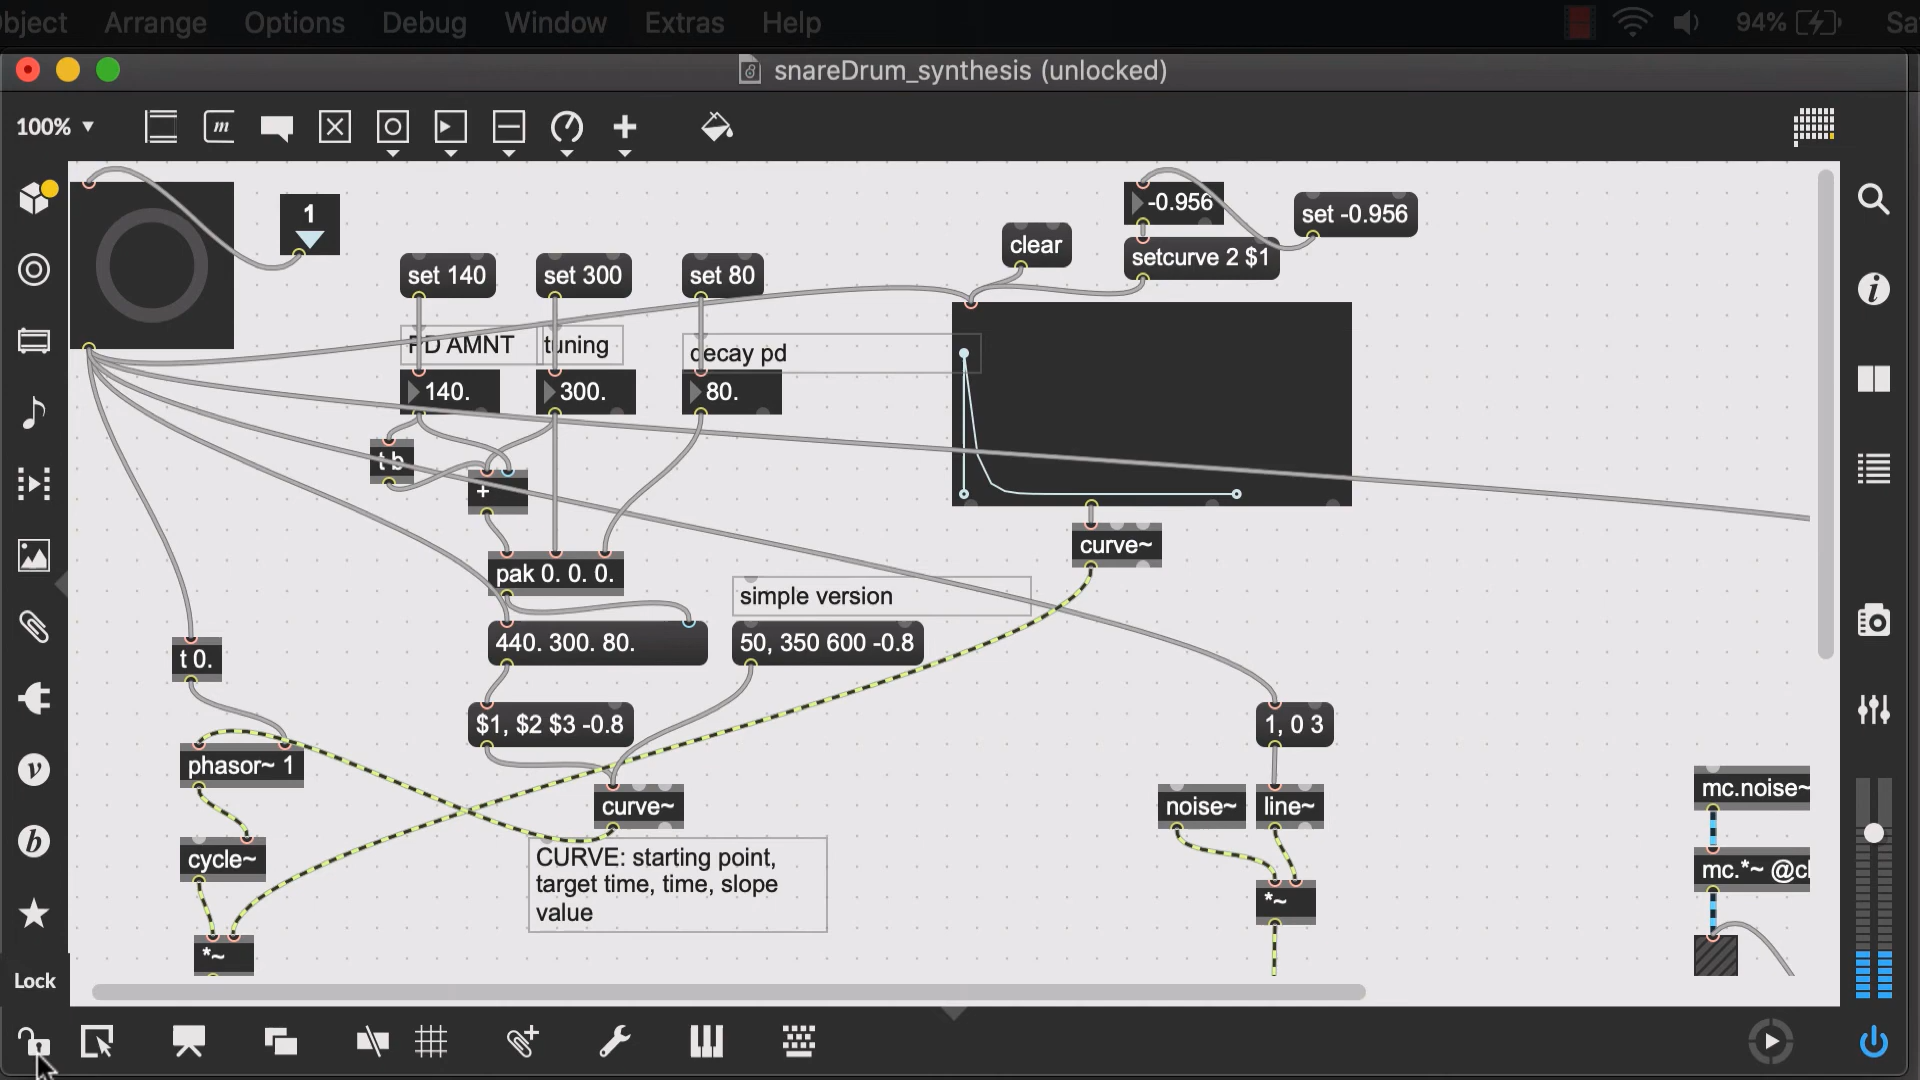 bject Arrange Options Debug Window Extras Help 94% Sa
snareDrum_synthesis (unlocked)
100% m
1
-0.956
set -0.956
clear
setcurve 2 $1
set 140 set 300 set 80
PD AMNT tuning decay pd
140. 300. 80.
t b
+
curve~
pak 0. 0. 0.
simple version
440. 300. 80. 50, 350 600 -0.8
t 0.
$1, $2 $3 -0.8 1, 0 3
phasor~ 1
mc.noise~
curve~ noise~ line~
cycle~
CURVE: starting point,
target time, time, slope
value
mc.*~ @cl
*~
*~
Lock